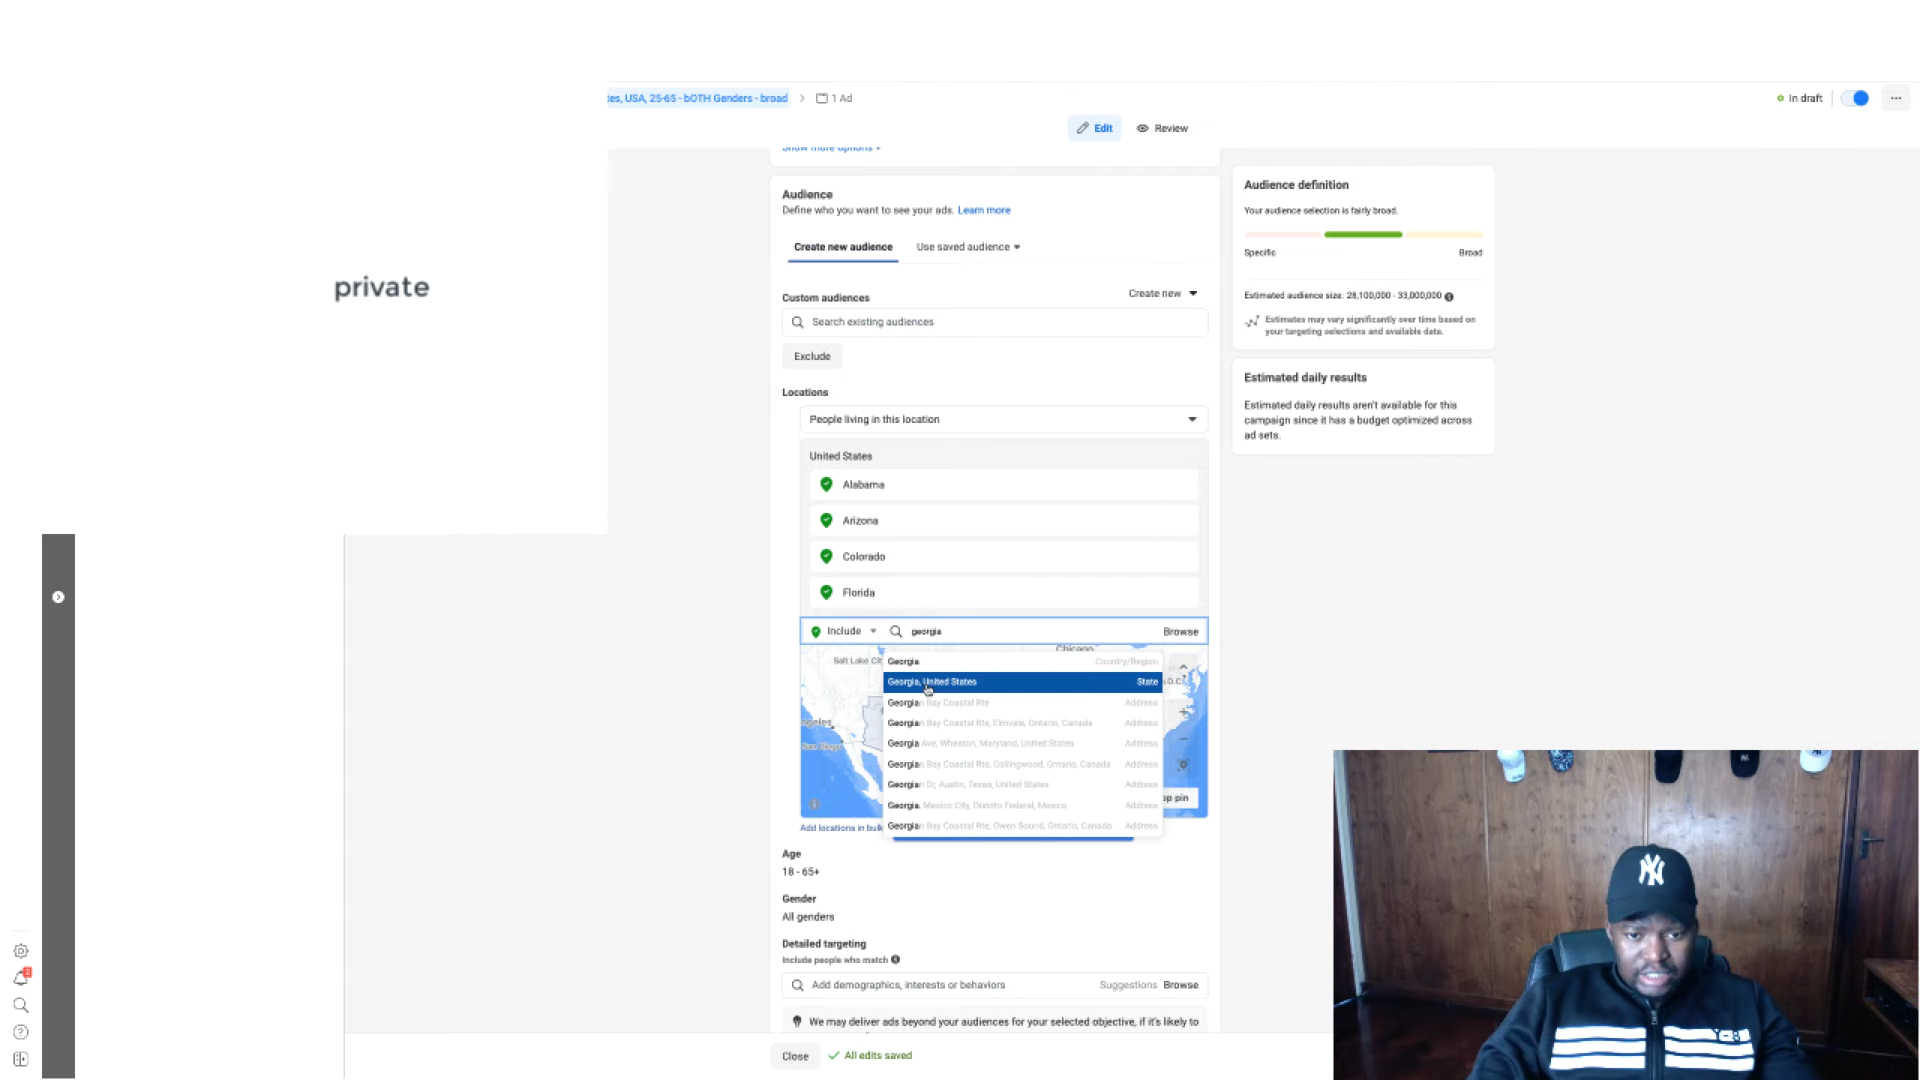 tes, USA, 25-65 - bOTH Genders - broad > 1 Ad
In draft
Edit
Review
Show more options
Audience
Define who you want to see your ads. Learn more
Create new audience
Use saved audience
Custom audiences
Create new
Search existing audiences
Exclude
Locations
People living in this location
United States
Alabama
Arizona
Colorado
Florida
Include
georgia
Browse
Chicago
Salt Lake Cit
Georgia Country/Region
Georgia, United States State
Georgian Bay Coastal Rte Address
Georgian Bay Coastal Rte, Elmvale, Ontario, Canada Address
Georgia Ave, Wheaton, Maryland, United States Address
Georgian Bay Coastal Rte, Collingwood, Ontario, Canada Address
Georgian Dr, Austin, Texas, United States Address
Georgia, Mexico City, Distrito Federal, Mexico Address
Georgian Bay Coastal Rte, Owen Sound, Ontario, Canada Address
ngeles
San Diego
D.C.
op pin
Add locations in bulk
Age
18 - 65+
Gender
All genders
Detailed targeting
Include people who match
Add demographics, interests or behaviors
Suggestions
Browse
We may deliver ads beyond your audiences for your selected objective, if it's likely to
Close
All edits saved
Audience definition
Your audience selection is fairly broad.
Specific
Broad
Estimated audience size: 28,100,000 - 33,000,000
Estimates may vary significantly over time based on
your targeting selections and available data.
Estimated daily results
Estimated daily results aren't available for this
campaign since it has a budget optimized across
ad sets.
private
2
NY
Y-3